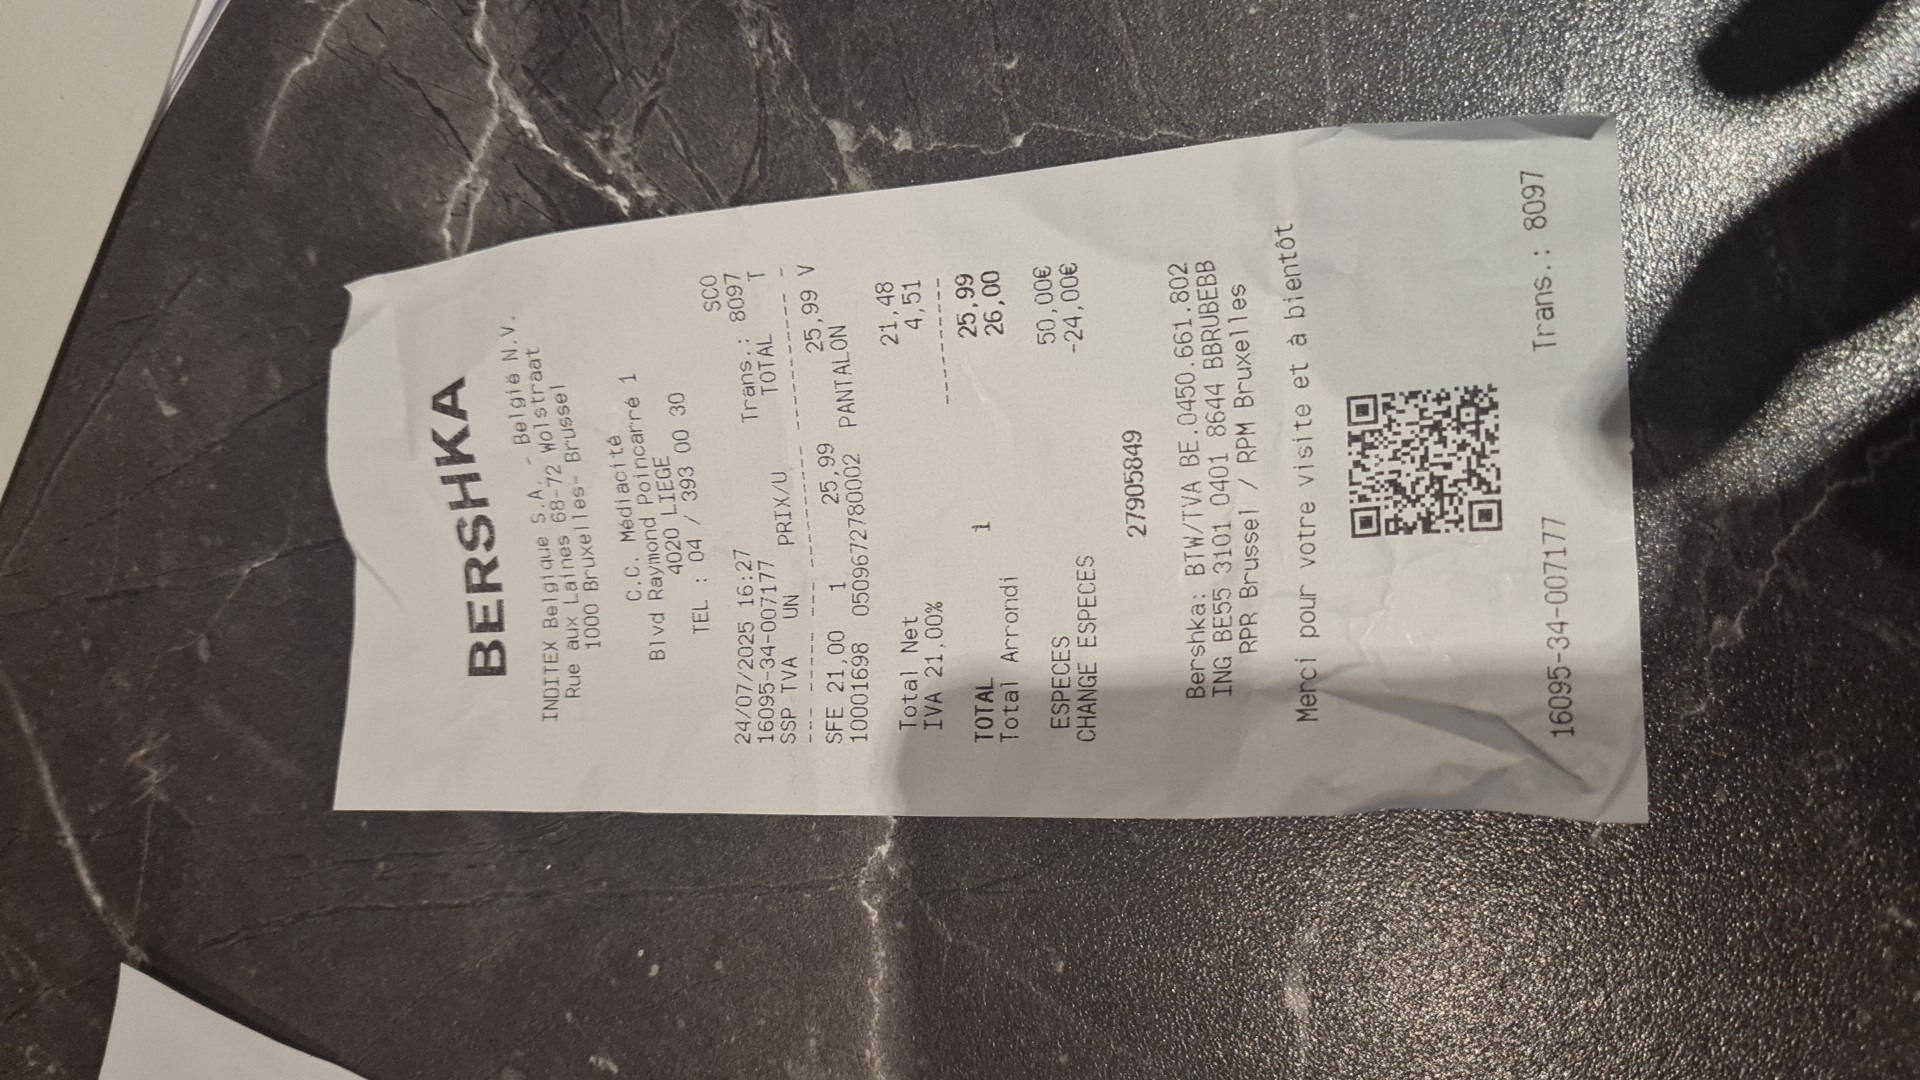 BERSHKA
INDITEX Belgique S.A. - België N.V.
Rue aux Laines 68-72 Wolstraat
1000 Bruxelles- Brussel
C.C. Médiacité
Blvd Raymond Poincarré 1
4020 LIEGE
TEL : 04 / 393 00 30
SCO
24/07/2025 16:27
16095-34-007177 Trans.: 8097
SSP TVA UN PRIX/U TOTAL T
--- ----- --- ---------- ---------- -
SFE 21,00 1 25,99 25,99 V
10001698 05096727780002 PANTALON
Total Net 21,48
IVA 21,00% 4,51
----------
TOTAL 1 25,99
Total Arrondi 26,00
ESPECES 50,00€
CHANGE ESPECES -24,00€
27905849
Bershka: BTW/TVA BE.0450.661.802
ING BE55 3101 0401 8644 BBRUBEBB
RPR Brussel / RPM Bruxelles
Merci pour votre visite et à bientôt
16095-34-007177 Trans.: 8097